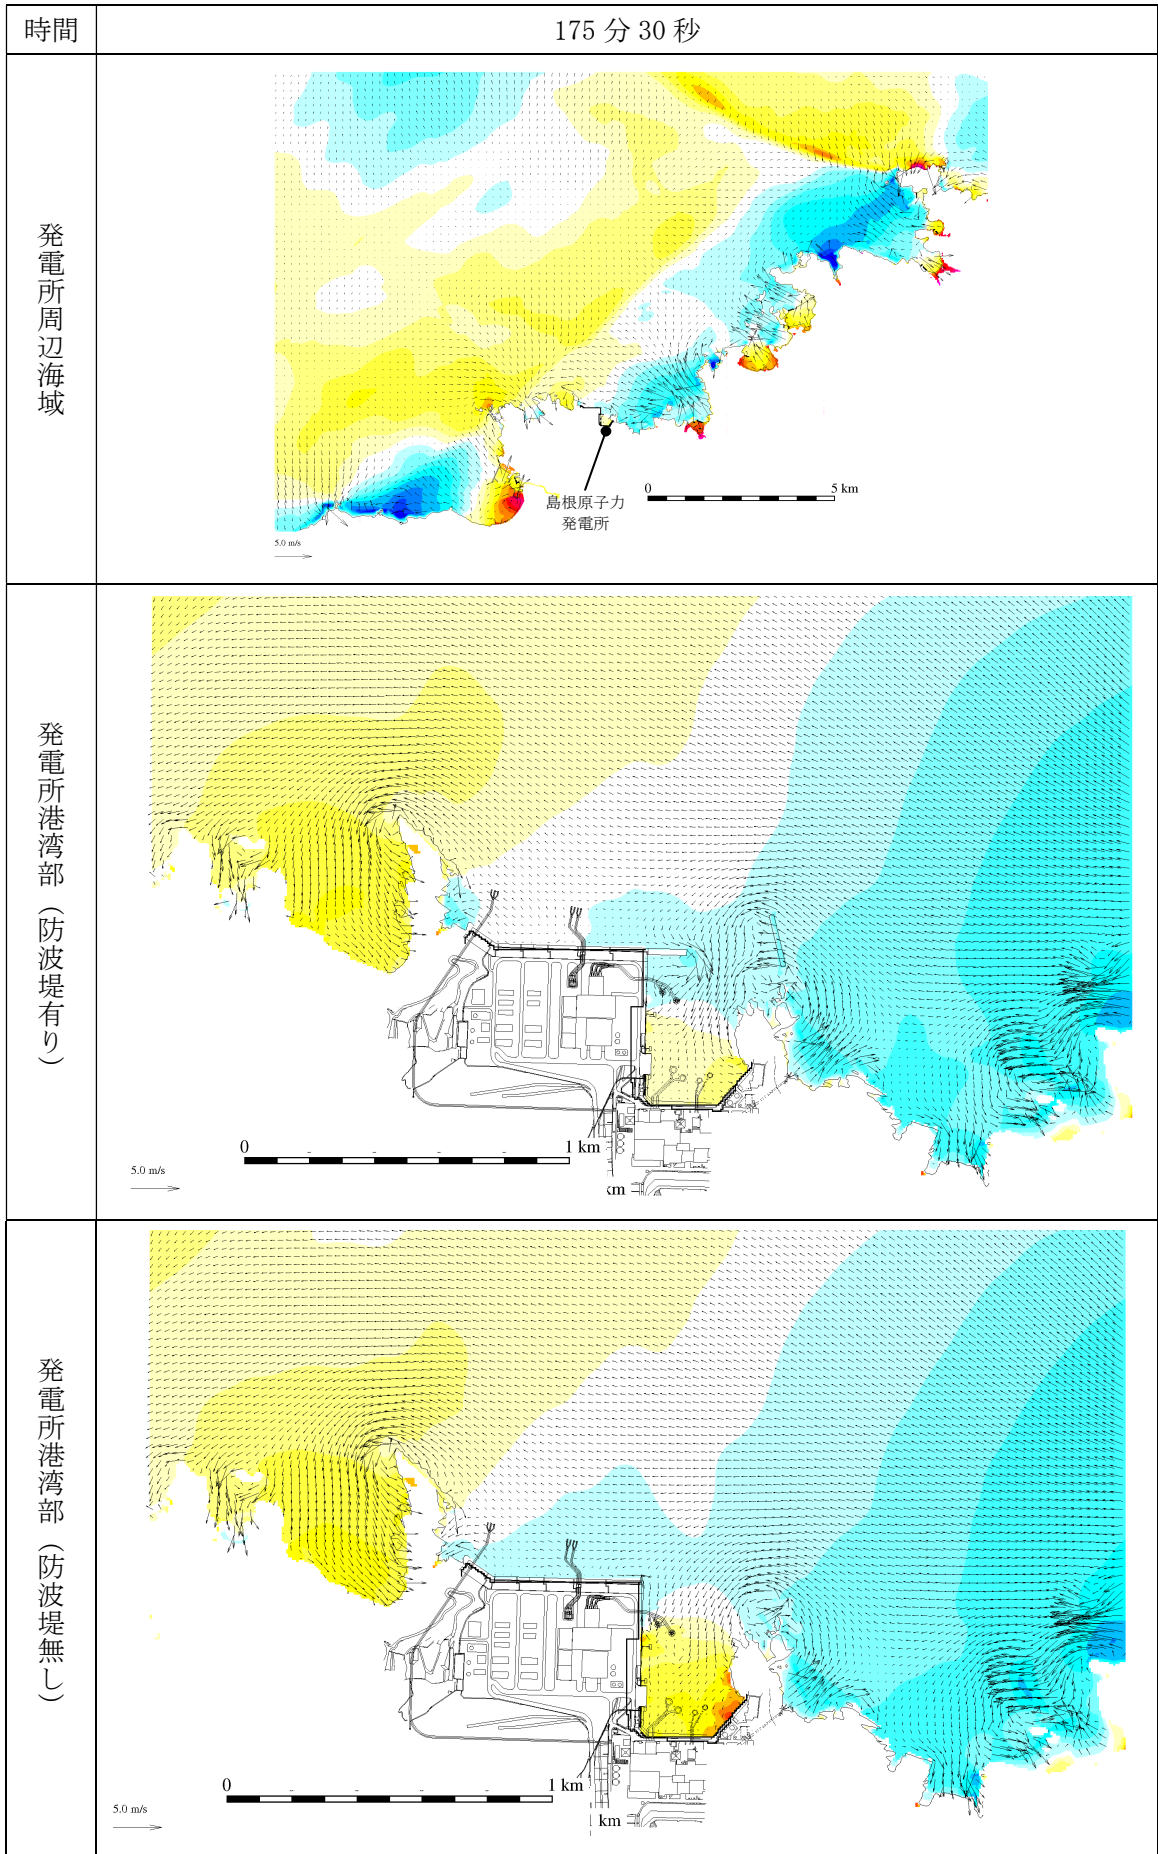 時間
175 分 30 秒
発電所周辺海域
島根原子力
発電所
0
5 km
5.0 m/s
発電所港湾部（防波堤有り）
0
1 km
5.0 m/s
km
発電所港湾部（防波堤無し）
0
1 km
5.0 m/s
km